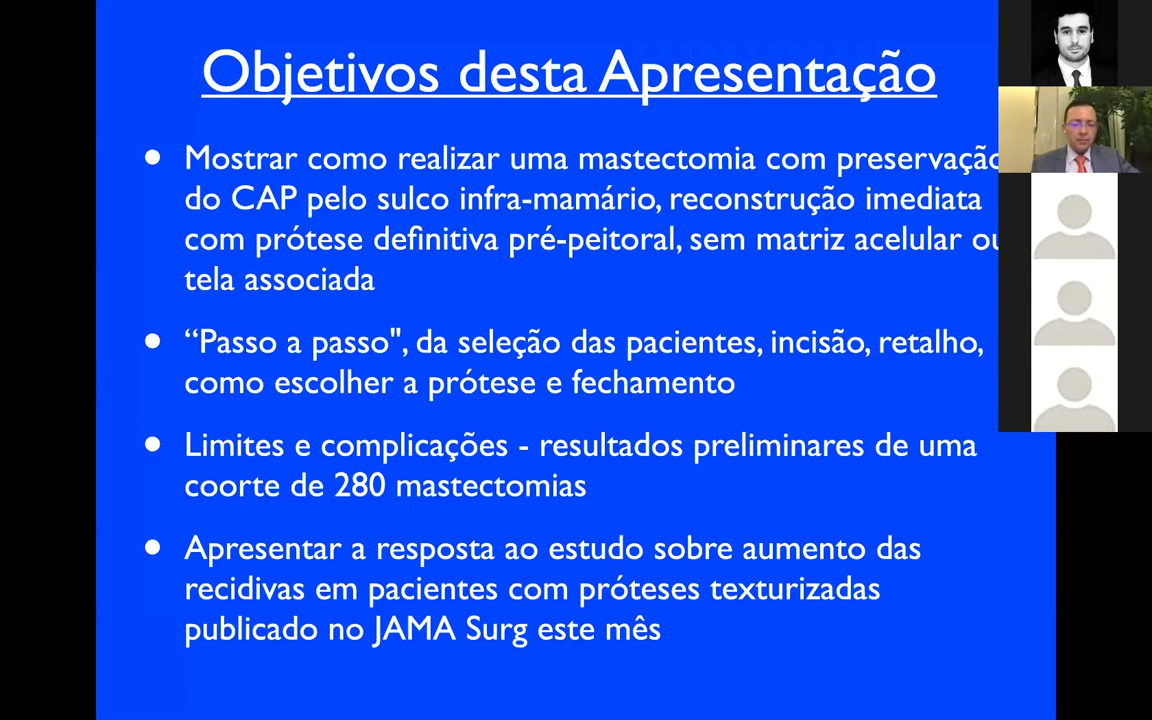 Objetivos desta Apresentação
• Mostrar como realizar uma mastectomia com preservação
do CAP pelo sulco infra-mamário, reconstrução imediata
com prótese definitiva pré-peitoral, sem matriz acelular ou
tela associada
• “Passo a passo", da seleção das pacientes, incisão, retalho,
como escolher a prótese e fechamento
• Limites e complicações - resultados preliminares de uma
coorte de 280 mastectomias
• Apresentar a resposta ao estudo sobre aumento das
recidivas em pacientes com próteses texturizadas
publicado no JAMA Surg este mês